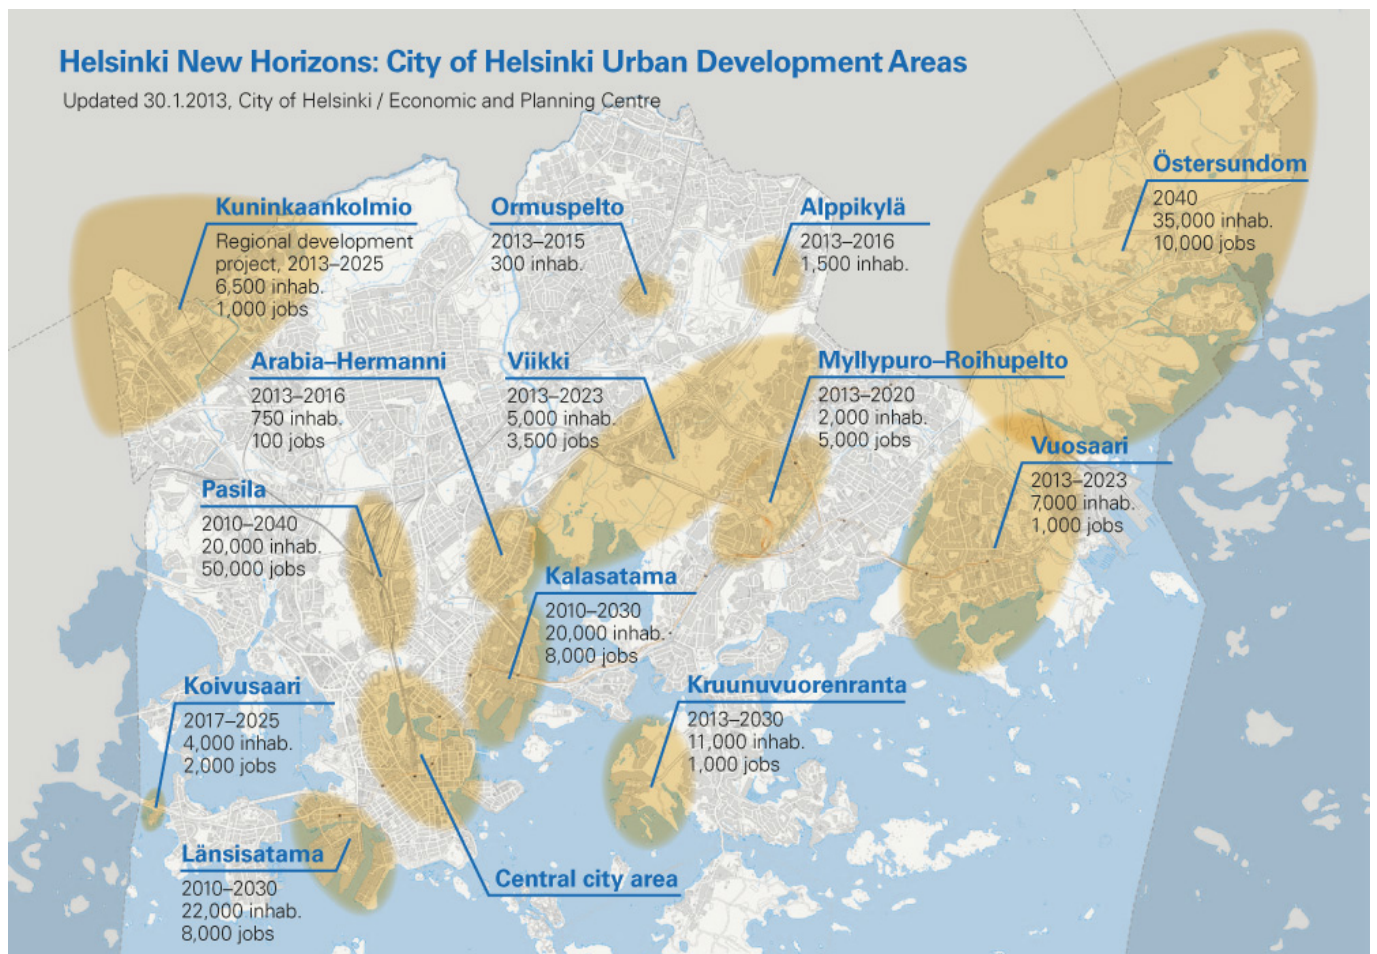 Helsinki New Horizons: City of Helsinki Urban Development Areas
Updated 30.1.2013, City of Helsinki / Economic and Planning Centre
Östersundom
2040
35,000 inhab.
10,000 jobs
Kuninkaankolmio
Regional development
project, 2013–2025
6,500 inhab.
1,000 jobs
Ormuspelto
2013–2015
300 inhab.
Alppikylä
2013–2016
1,500 inhab.
Arabia–Hermanni
2013–2016
750 inhab.
100 jobs
Viikki
2013–2023
5,000 inhab.
3,500 jobs
Myllypuro–Roihupelto
2013–2020
2,000 inhab.
5,000 jobs
Vuosaari
2013–2023
7,000 inhab.
1,000 jobs
Pasila
2010–2040
20,000 inhab.
50,000 jobs
Kalasatama
2010–2030
20,000 inhab.
8,000 jobs
Koivusaari
2017–2025
4,000 inhab.
2,000 jobs
Kruunuvuorenranta
2013–2030
11,000 inhab.
1,000 jobs
Länsisatama
2010–2030
22,000 inhab.
8,000 jobs
Central city area